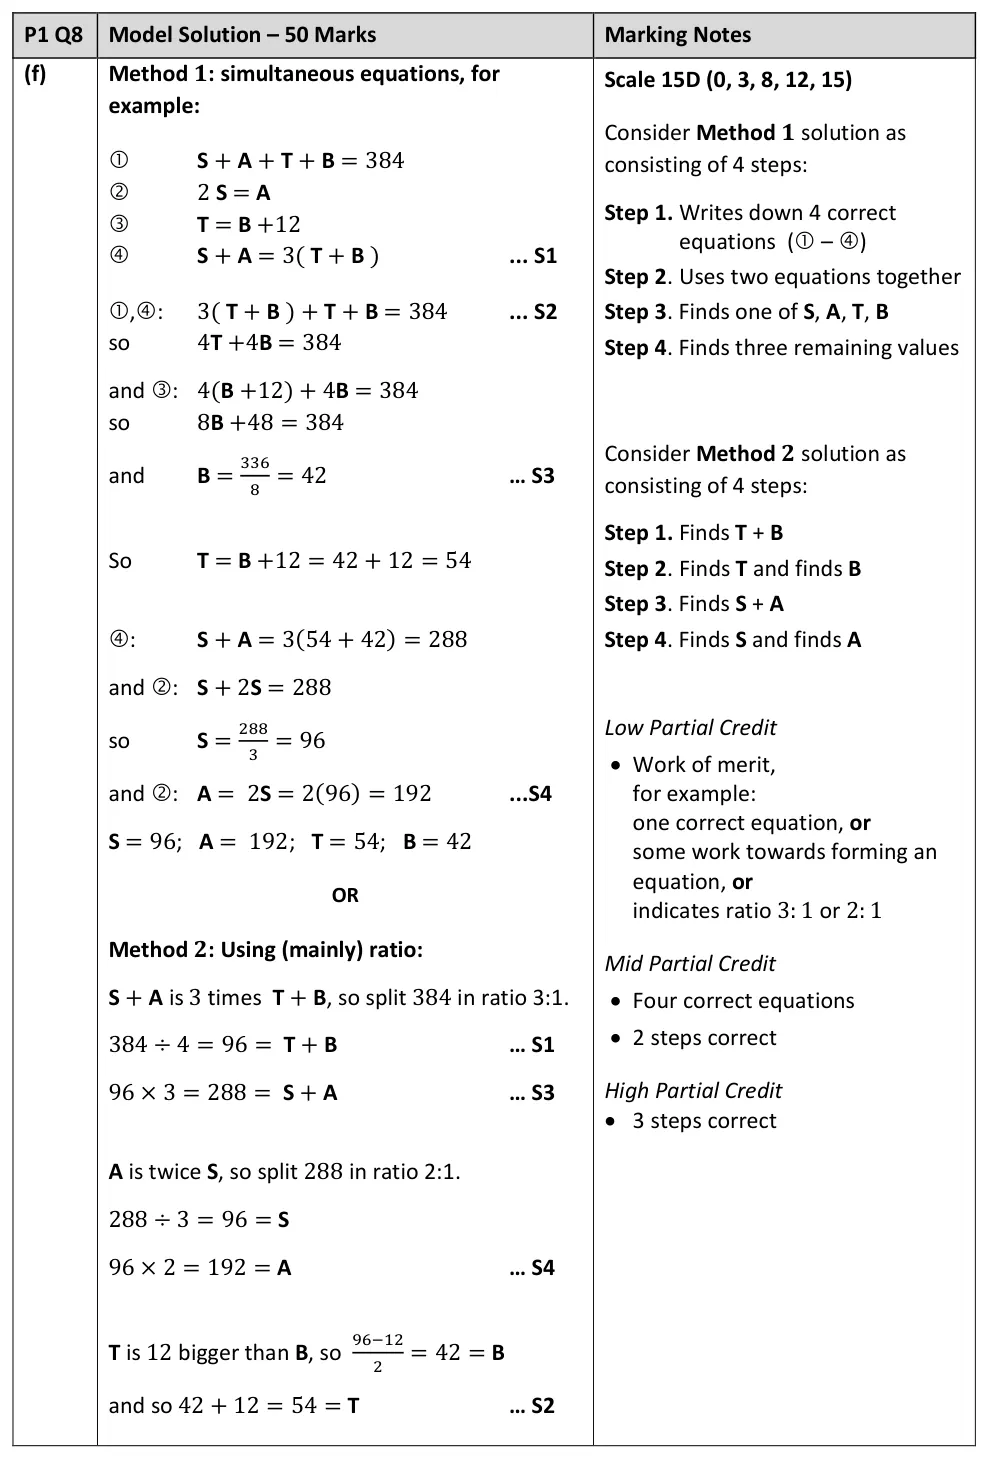 P1 Q8 Model Solution – 50 Marks Marking Notes
(f) Method 1: simultaneous equations, for
example:
① S + A + T + B = 384
② 2 S = A
③ T = B +12
④ S + A = 3( T + B ) ... S1
①,④: 3( T + B ) + T + B = 384 ... S2
so 4T +4B = 384
and ③: 4(B +12) + 4B = 384
so 8B +48 = 384
and B = 336/8 = 42 ... S3
So T = B +12 = 42 + 12 = 54
④: S + A = 3(54 + 42) = 288
and ②: S + 2S = 288
so S = 288/3 = 96
and ②: A = 2S = 2(96) = 192 ...S4
S = 96; A = 192; T = 54; B = 42
OR
Method 2: Using (mainly) ratio:
S + A is 3 times T + B, so split 384 in ratio 3:1.
384 ÷ 4 = 96 = T + B ... S1
96 × 3 = 288 = S + A ... S3
A is twice S, so split 288 in ratio 2:1.
288 ÷ 3 = 96 = S
96 × 2 = 192 = A ... S4
T is 12 bigger than B, so 96−12/2 = 42 = B
and so 42 + 12 = 54 = T ... S2
Scale 15D (0, 3, 8, 12, 15)
Consider Method 1 solution as
consisting of 4 steps:
Step 1. Writes down 4 correct
equations (① – ④)
Step 2. Uses two equations together
Step 3. Finds one of S, A, T, B
Step 4. Finds three remaining values
Consider Method 2 solution as
consisting of 4 steps:
Step 1. Finds T + B
Step 2. Finds T and finds B
Step 3. Finds S + A
Step 4. Finds S and finds A
Low Partial Credit
• Work of merit,
for example:
one correct equation, or
some work towards forming an
equation, or
indicates ratio 3: 1 or 2: 1
Mid Partial Credit
• Four correct equations
• 2 steps correct
High Partial Credit
• 3 steps correct